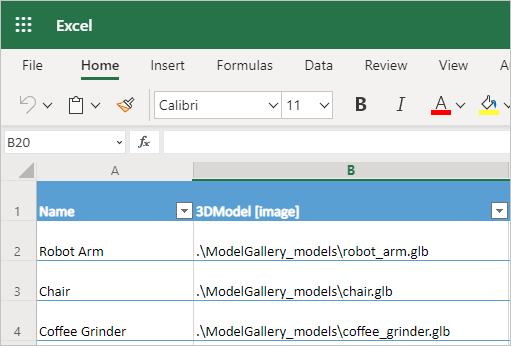 Excel
File Home Insert Formulas Data Review View A
Calibri 11 B I A
B20 fx
A B
1 Name 3DModel [image]
2 Robot Arm .\ModelGallery_models\robot_arm.glb
3 Chair .\ModelGallery_models\chair.glb
4 Coffee Grinder .\ModelGallery_models\coffee_grinder.glb